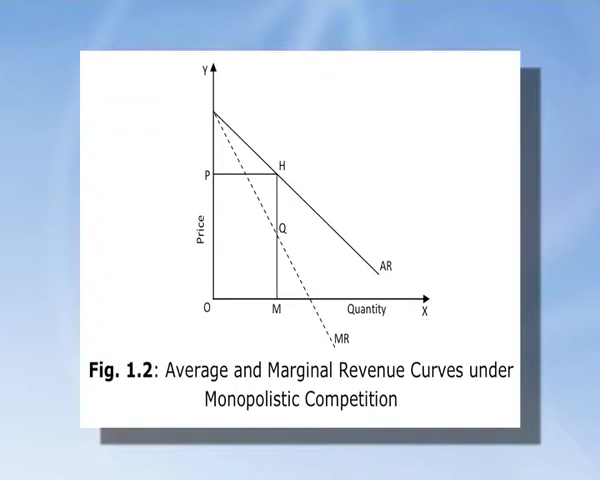 Y
H
P
Q
Price
AR
O
M
Quantity
X
MR
Fig. 1.2: Average and Marginal Revenue Curves under
Monopolistic Competition